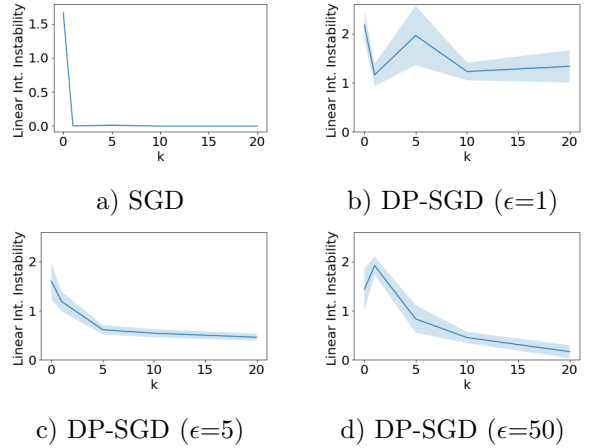 Linear Int. Instability
1.5
1.0
0.5
0.0
0 5 10 15 20
k
a) SGD
Linear Int. Instability
2
1
0
0 5 10 15 20
k
b) DP-SGD (ϵ=1)
Linear Int. Instability
2
1
0
0 5 10 15 20
k
c) DP-SGD (ϵ=5)
Linear Int. Instability
2
1
0
0 5 10 15 20
k
d) DP-SGD (ϵ=50)